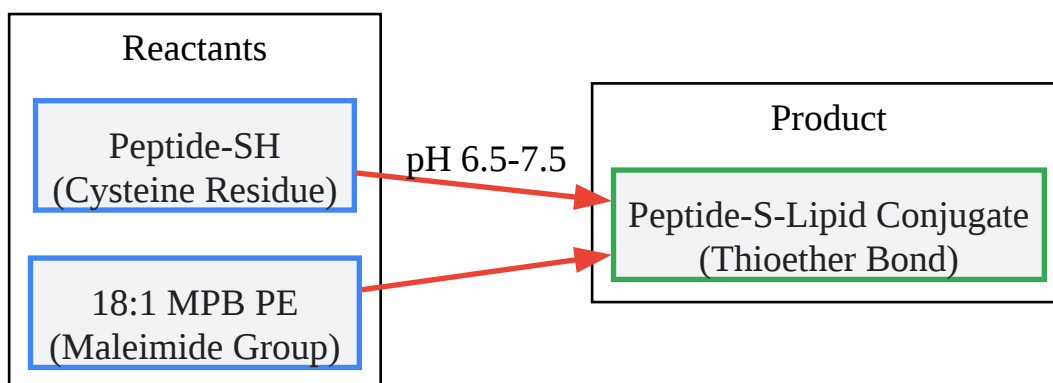 Reactants
Peptide-SH
(Cysteine Residue)
18:1 MPB PE
(Maleimide Group)
pH 6.5-7.5
Product
Peptide-S-Lipid Conjugate
(Thioether Bond)